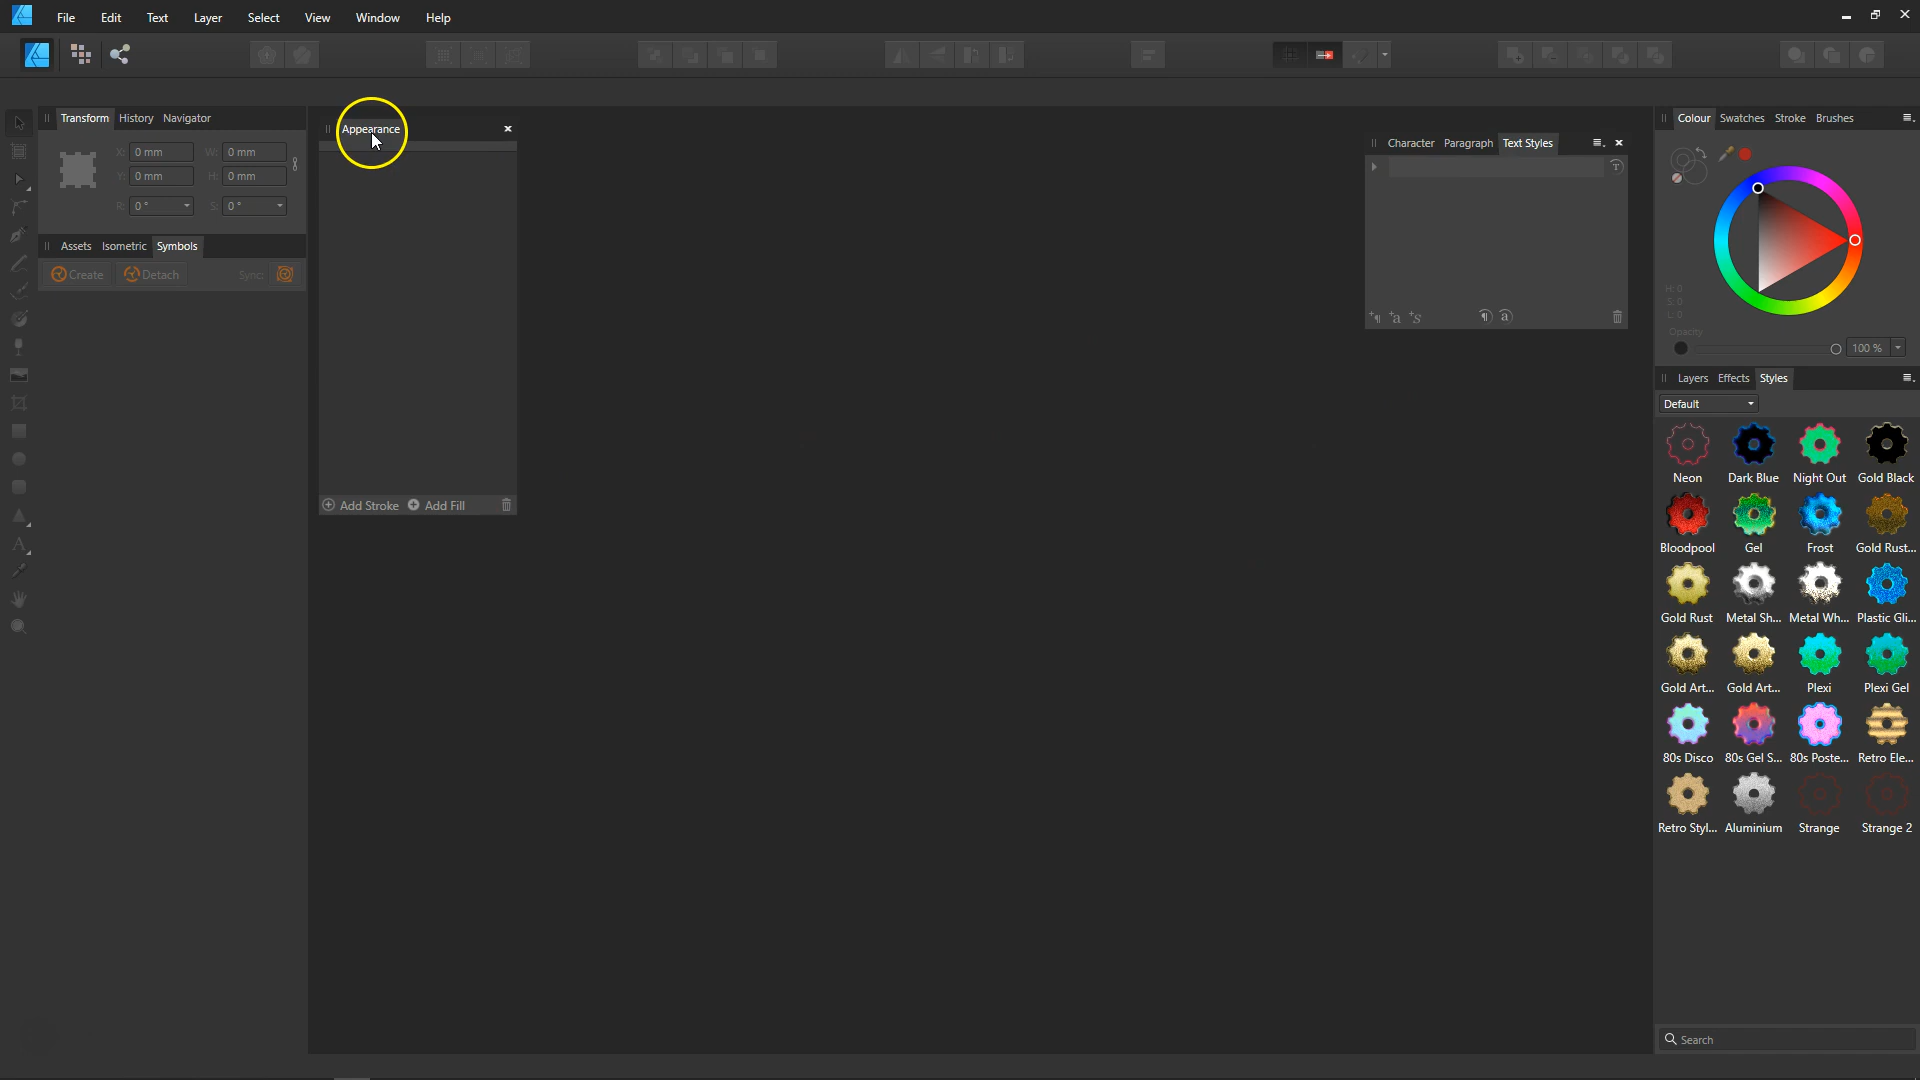 File Edit Text Layer Select View Window Help
Transform History Navigator
X: 0 mm W: 0 mm
Y: 0 mm H: 0 mm
R: 0 ° S: 0 °
Assets Isometric Symbols
Create Detach Sync:
Appearance
Add Stroke Add Fill
Character Paragraph Text Styles
Colour Swatches Stroke Brushes
H: 0
S: 0
L: 0
Opacity
100 %
Layers Effects Styles
Default
Neon Dark Blue Night Out Gold Black
Bloodpool Gel Frost Gold Rust...
Gold Rust Metal Sh... Metal Wh... Plastic Gli...
Gold Art... Gold Art... Plexi Plexi Gel
80s Disco 80s Gel S... 80s Poste... Retro Ele...
Retro Styl... Aluminium Strange Strange 2
Search